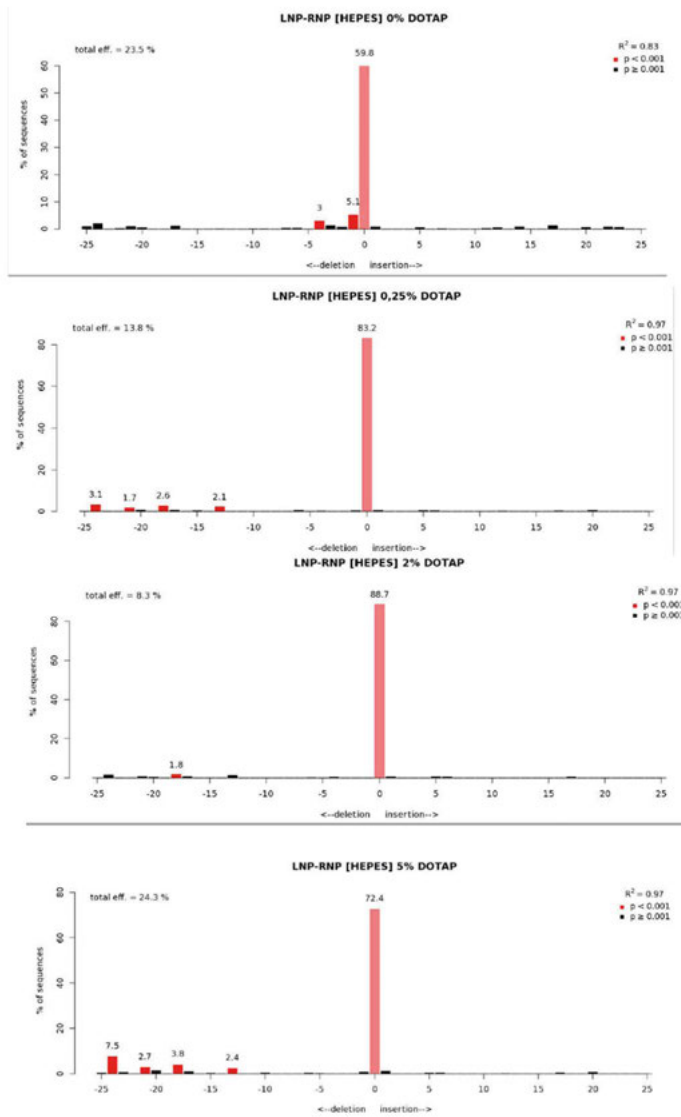 LNP-RNP [HEPES] 0% DOTAP
total eff. = 23.5 %
R² = 0.83
p < 0.001
p ≥ 0.001
59.8
3
5.1
% of sequences
0 10 20 30 40 50 60
-25 -20 -15 -10 -5 0 5 10 15 20 25
<--deletion insertion-->
LNP-RNP [HEPES] 0,25% DOTAP
total eff. = 13.8 %
R² = 0.97
p < 0.001
p ≥ 0.001
83.2
3.1 1.7 2.6 2.1
% of sequences
0 20 40 60 80
-25 -20 -15 -10 -5 0 5 10 15 20 25
<--deletion insertion-->
LNP-RNP [HEPES] 2% DOTAP
total eff. = 8.3 %
R² = 0.97
p < 0.00
p ≥ 0.00
88.7
1.8
% of sequences
0 20 40 60 80
-25 -20 -15 -10 -5 0 5 10 15 20 25
<--deletion insertion-->
LNP-RNP [HEPES] 5% DOTAP
total eff. = 24.3 %
R² = 0.97
p < 0.001
p ≥ 0.001
72.4
7.5 2.7 3.8 2.4
% of sequences
0 20 40 60 80
-25 -20 -15 -10 -5 0 5 10 15 20 25
<--deletion insertion-->